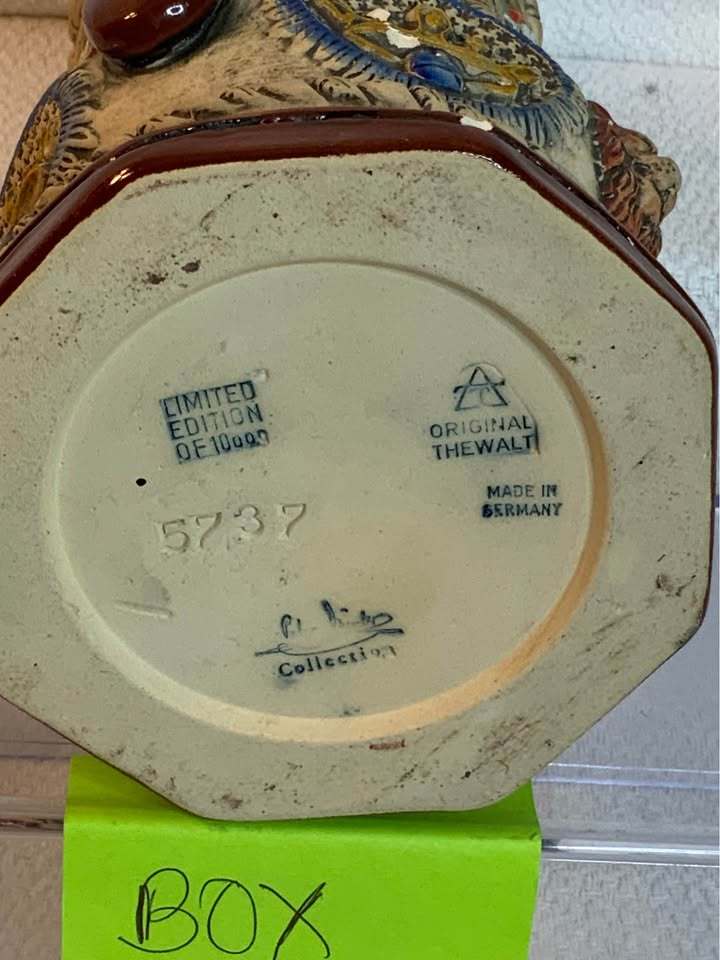 LIMITED
EDITION
OF 10000
ORIGINAL
THEWALT
MADE IN
GERMANY
5737
Collection
BOX